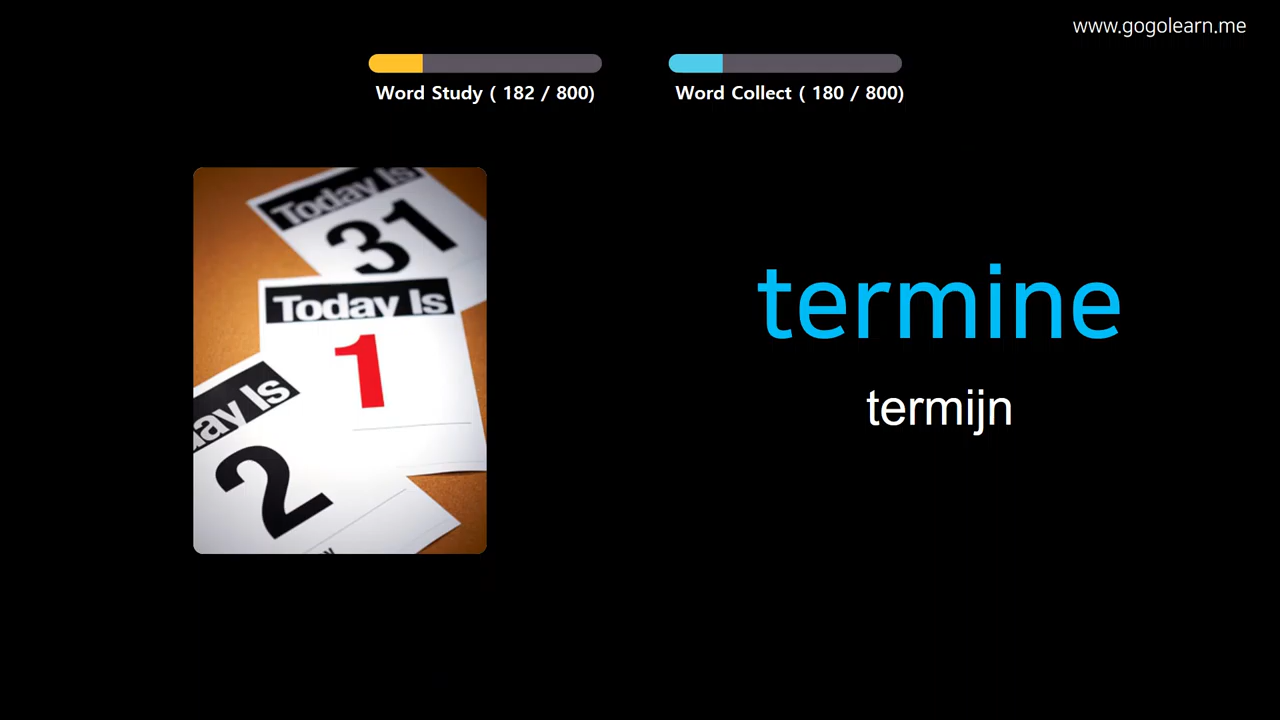 www.gogolearn.me
Word Study ( 182 / 800)
Word Collect ( 180 / 800)
Today Is
31
Today Is
1
ay Is
2
termine
termijn